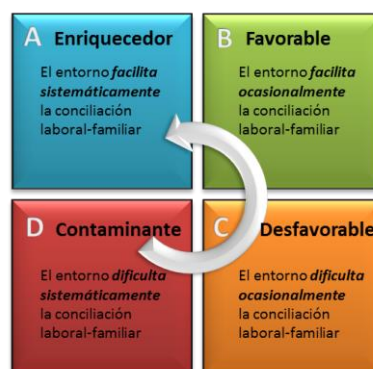 A Enriquecedor
El entorno facilita
sistemáticamente
la conciliación
laboral-familiar
B Favorable
El entorno facilita
ocasionalmente
la conciliación
laboral-familiar
D Contaminante
El entorno dificulta
sistemáticamente
la conciliación
laboral-familiar
C Desfavorable
El entorno dificulta
ocasionalmente
la conciliación
laboral-familiar